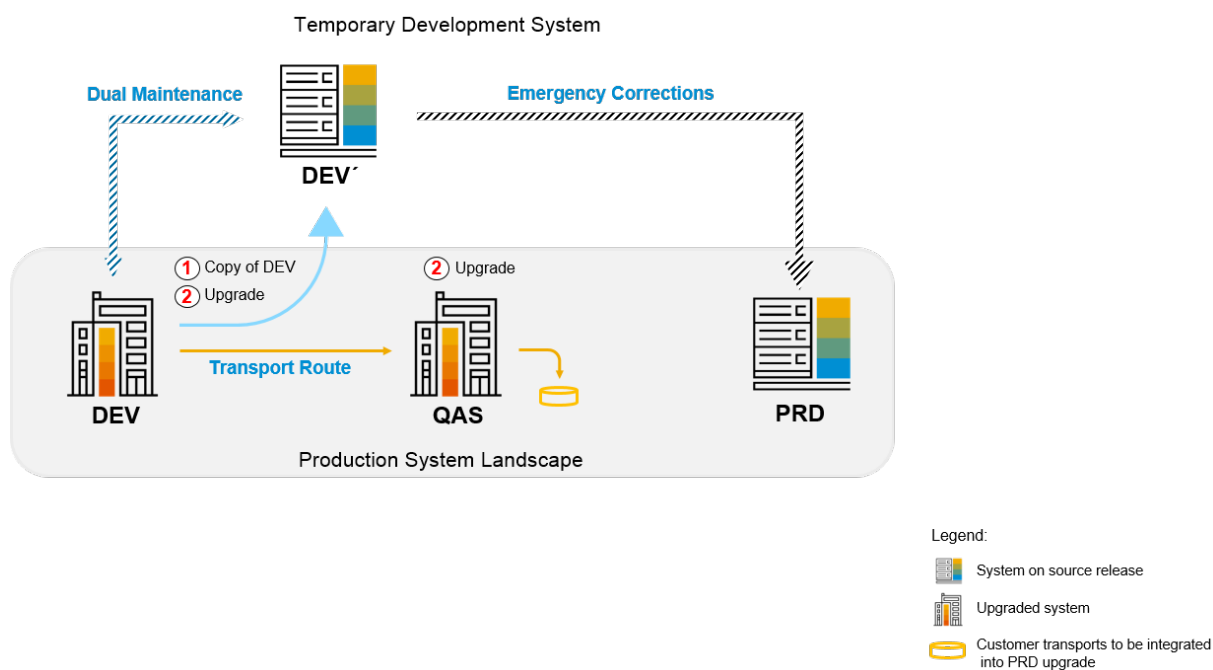 Temporary Development System
Dual Maintenance
Emergency Corrections
DEV´
1 Copy of DEV
2 Upgrade
2 Upgrade
Transport Route
DEV
QAS
PRD
Production System Landscape
Legend:
System on source release
Upgraded system
Customer transports to be integrated
into PRD upgrade